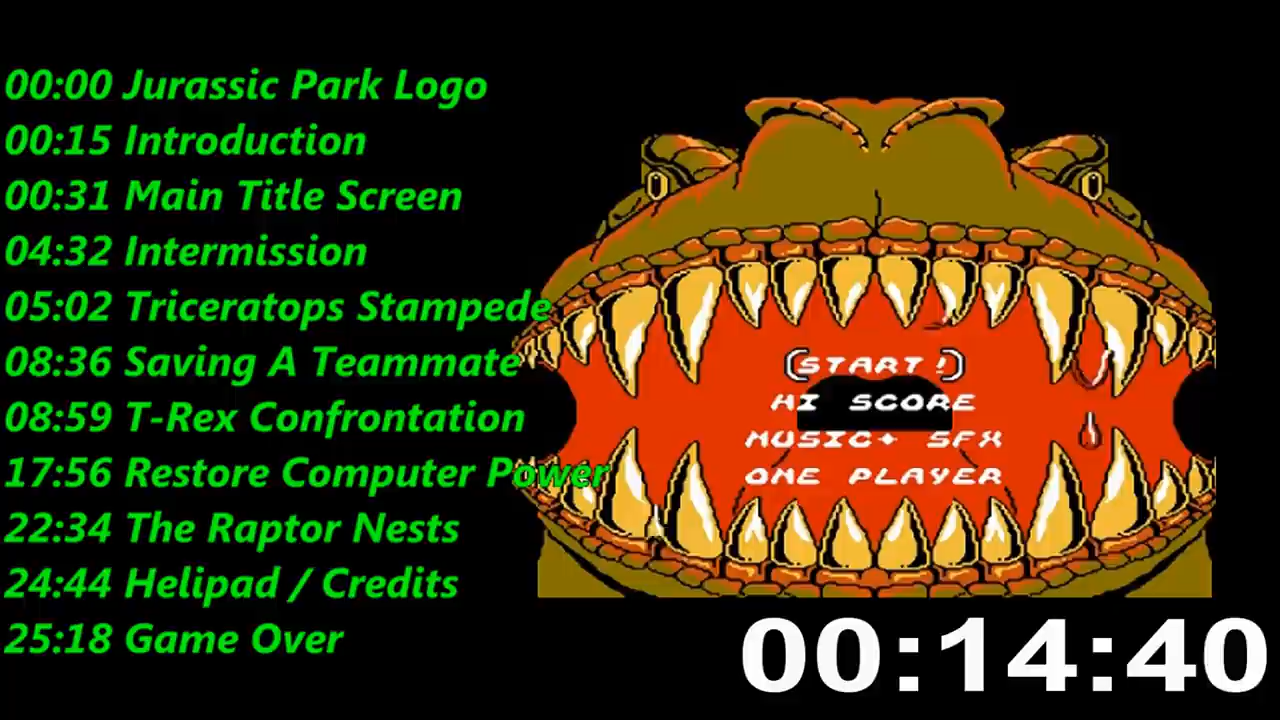 00:00 Jurassic Park Logo
00:15 Introduction
00:31 Main Title Screen
04:32 Intermission
05:02 Triceratops Stampede
08:36 Saving A Teammate
08:59 T-Rex Confrontation
17:56 Restore Computer Power
22:34 The Raptor Nests
24:44 Helipad / Credits
25:18 Game Over
(START!)
HI SCORE
MUSIC+ SFX
ONE PLAYER
00:14:40